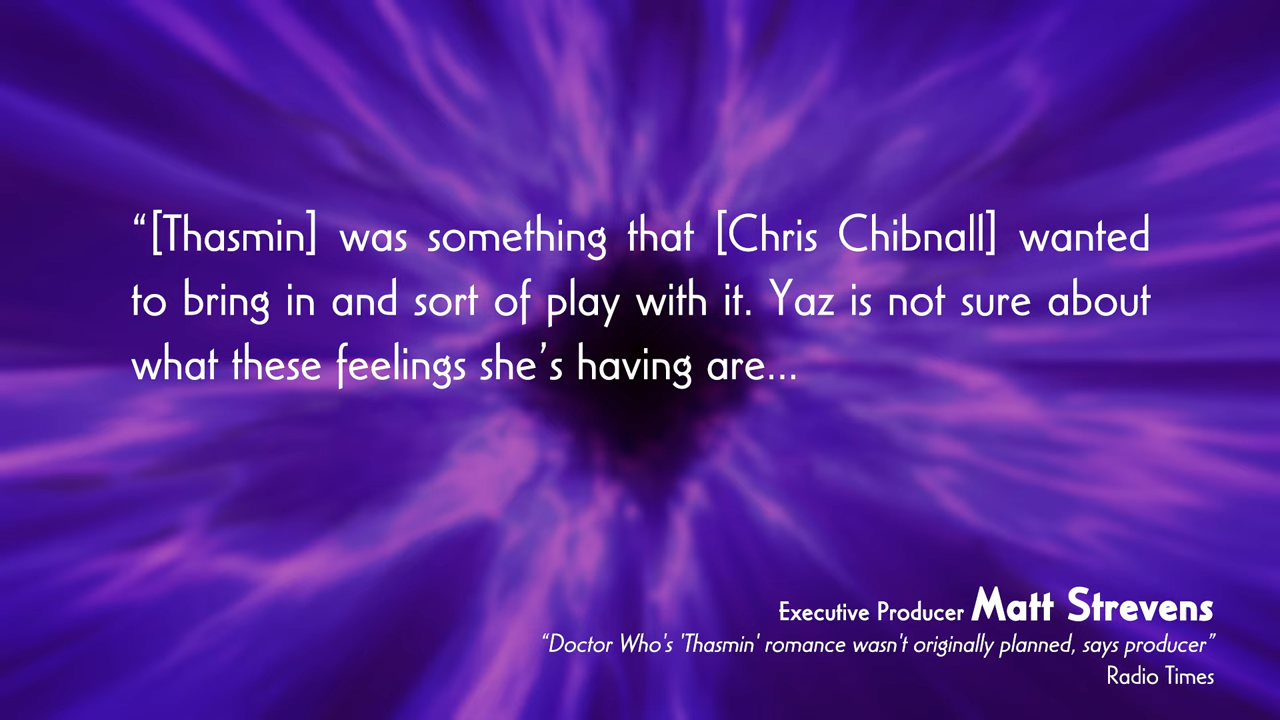 “[Thasmin] was something that [Chris Chibnall] wanted
to bring in and sort of play with it. Yaz is not sure about
what these feelings she’s having are...
Executive Producer Matt Strevens
“Doctor Who's 'Thasmin' romance wasn't originally planned, says producer”
Radio Times